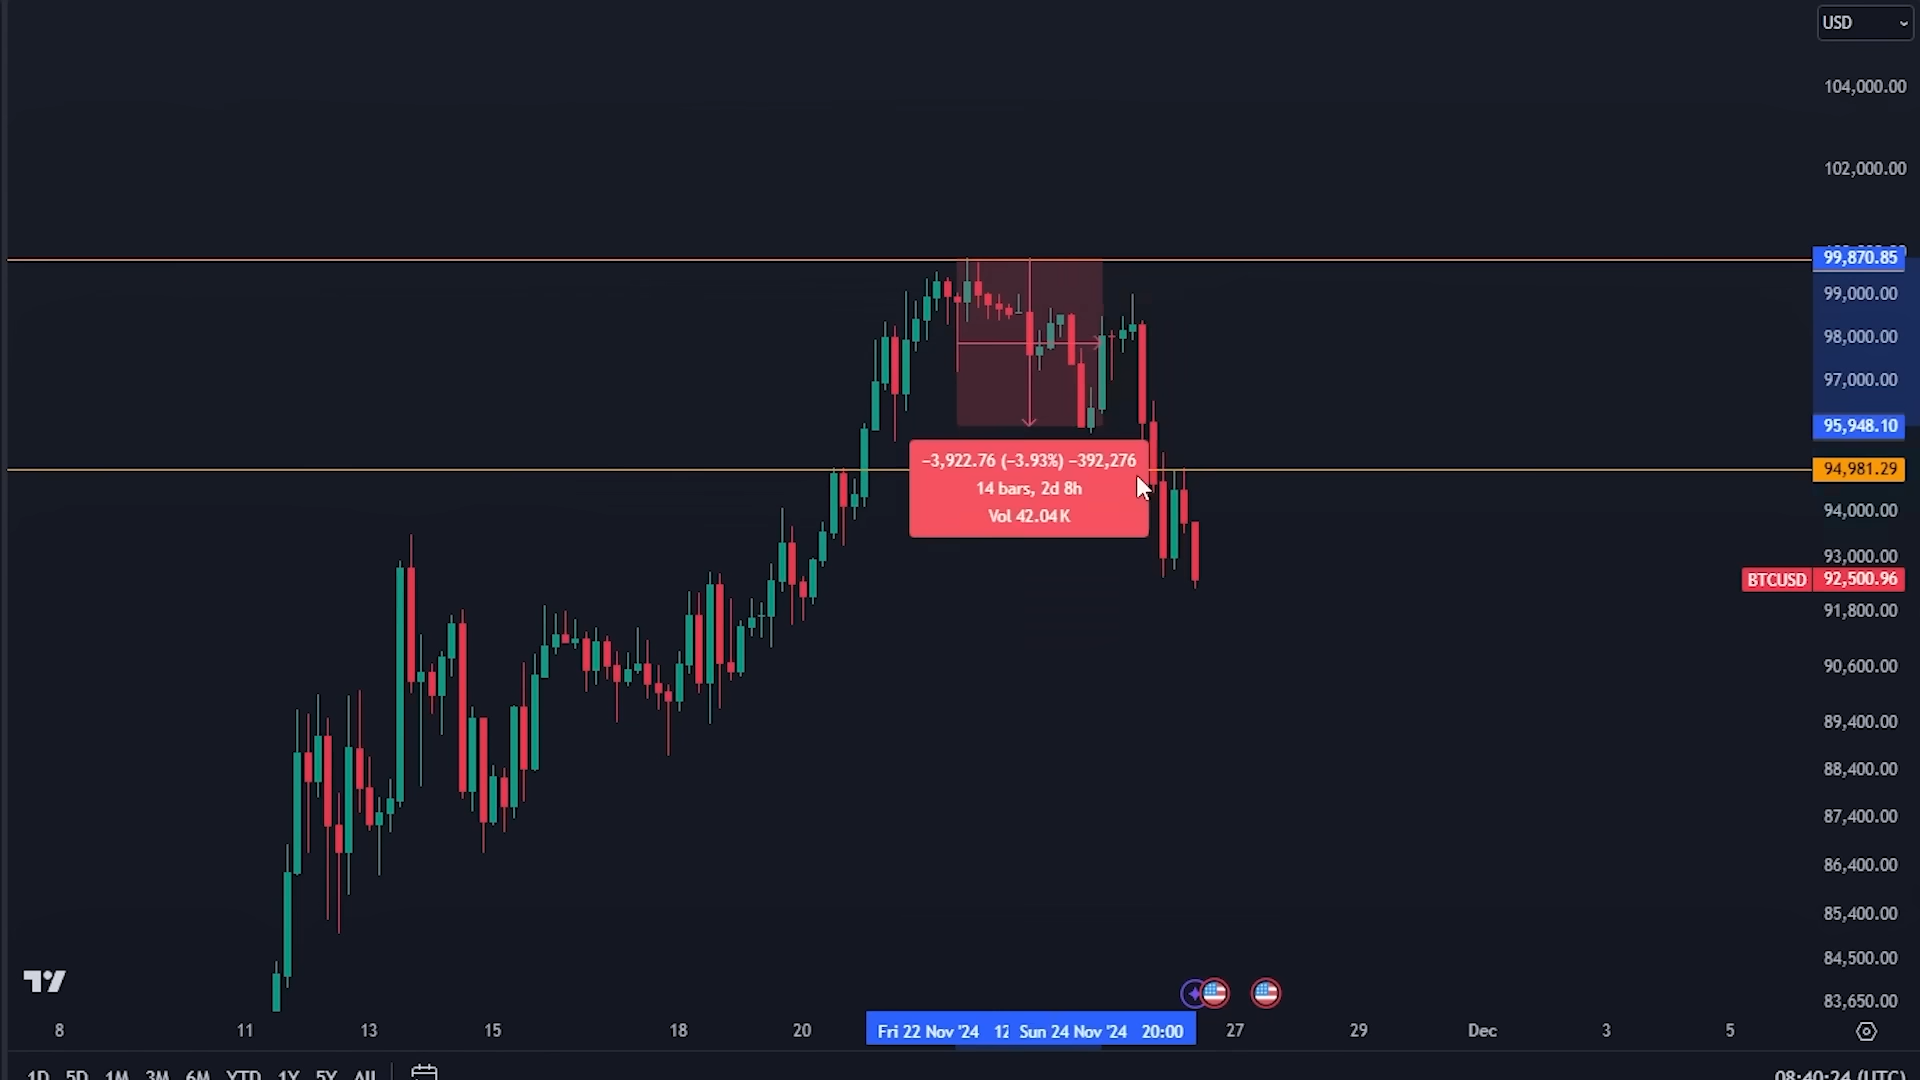 USD
104,000.00
102,000.00
99,870.85
99,000.00
98,000.00
97,000.00
95,948.10
−3,922.76 (−3.93%) −392,276
14 bars, 2d 8h
Vol 42.04 K
94,981.29
94,000.00
93,000.00
BTCUSD 92,500.96
91,800.00
90,600.00
89,400.00
88,400.00
87,400.00
86,400.00
85,400.00
84,500.00
83,650.00
8 11 13 15 18 20 Fri 22 Nov '24 12 Sun 24 Nov '24 20:00 27 29 Dec 3 5
1D 5D 1M 3M 6M YTD 1Y 5Y All 08:40:24 (UTC)